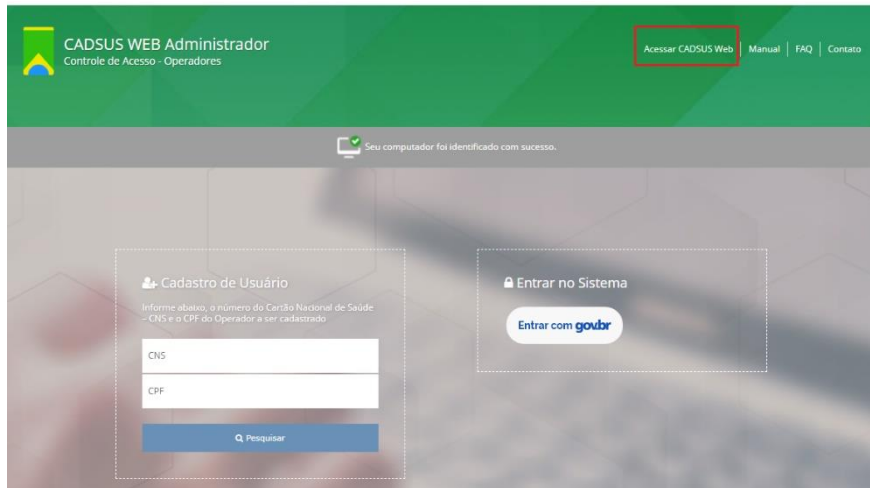 CADSUS WEB Administrador
Controle de Acesso - Operadores
Acessar CADSUS Web | Manual | FAQ | Contato
Seu computador foi identificado com sucesso.
Cadastro de Usuário
Informe abaixo, o número do Cartão Nacional de Saúde
– CNS e o CPF do Operador a ser cadastrado
CNS
CPF
Pesquisar
Entrar no Sistema
Entrar com gov.br